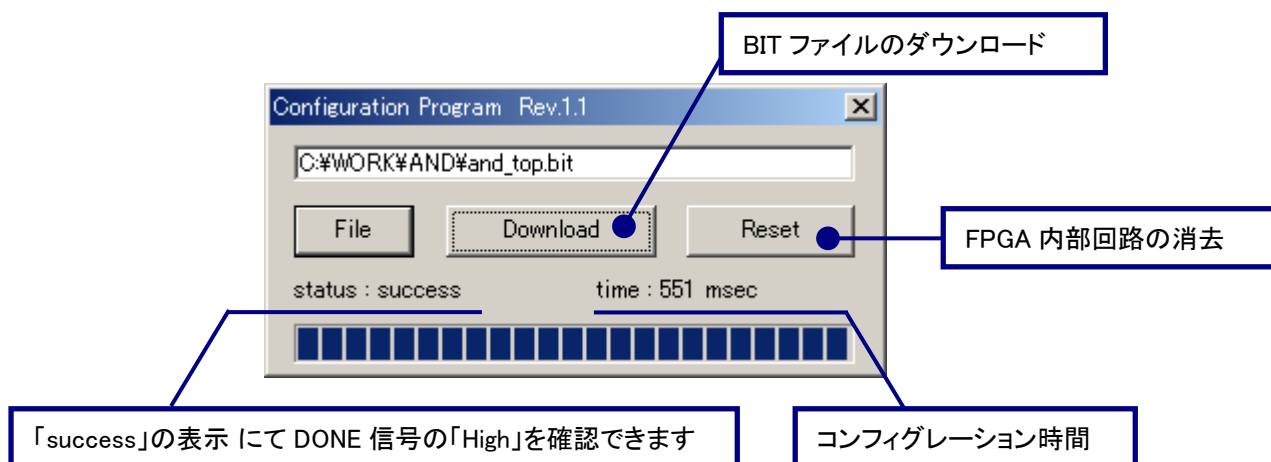 BIT ファイルのダウンロード
Configuration Program Rev.1.1
C:¥WORK¥AND¥and_top.bit
File Download Reset
FPGA 内部回路の消去
status : success time : 551 msec
「success」の表示 にて DONE 信号の「High」を確認できます
コンフィグレーション時間